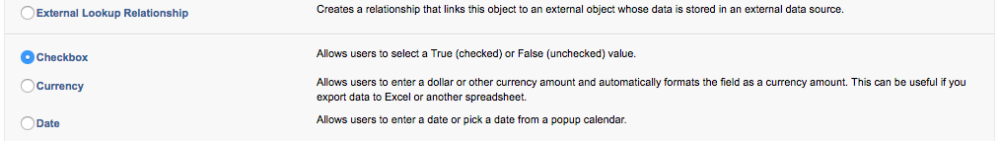 External Lookup Relationship Creates a relationship that links this object to an external object whose data is stored in an external data source.
Checkbox Allows users to select a True (checked) or False (unchecked) value.
Currency Allows users to enter a dollar or other currency amount and automatically formats the field as a currency amount. This can be useful if you
export data to Excel or another spreadsheet.
Date Allows users to enter a date or pick a date from a popup calendar.